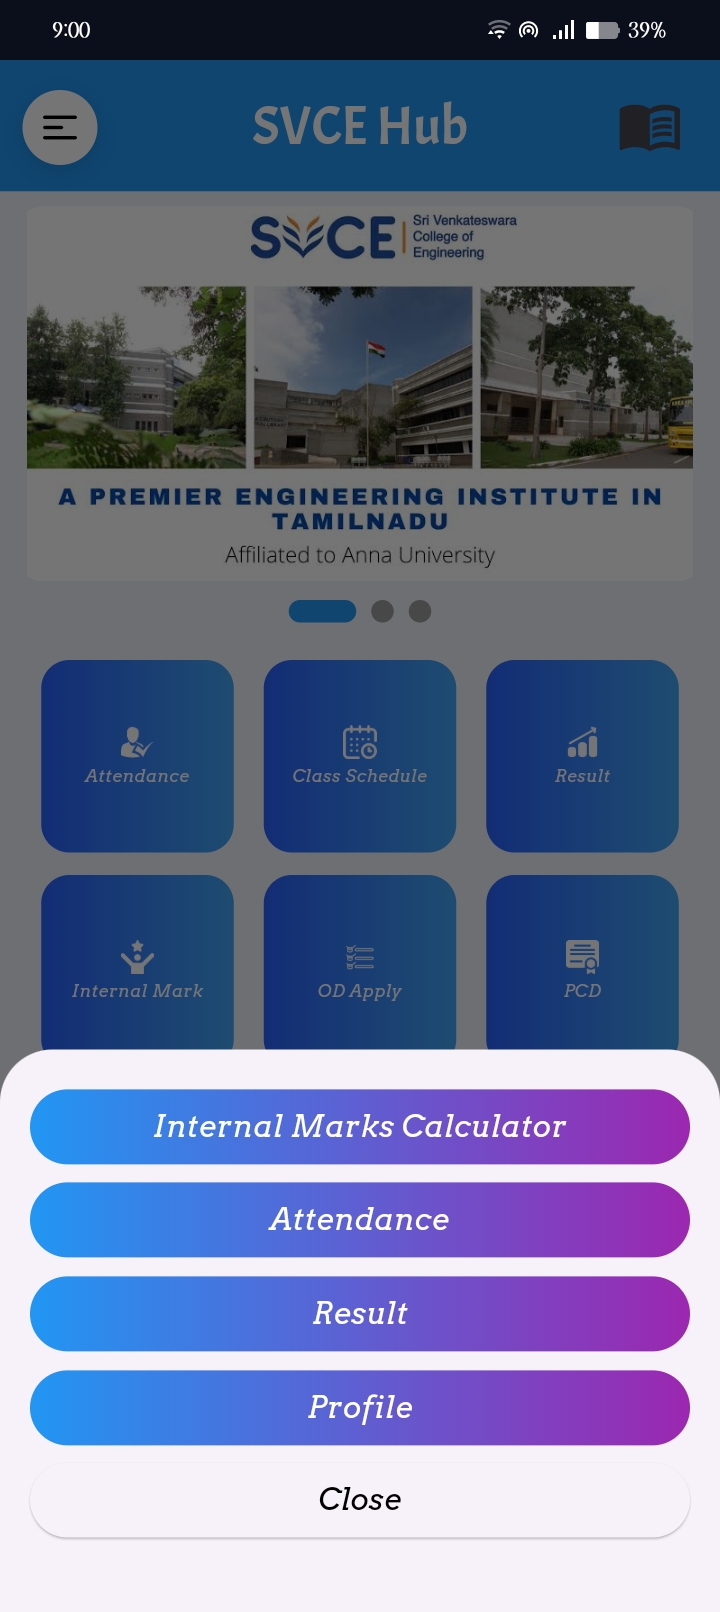 9:00
39%
SVCE Hub
SVCE
Sri Venkateswara
College of
Engineering
A PREMIER ENGINEERING INSTITUTE IN
TAMILNADU
Affiliated to Anna University
Attendance
Class Schedule
Result
Internal Mark
OD Apply
PCD
Internal Marks Calculator
Attendance
Result
Profile
Close